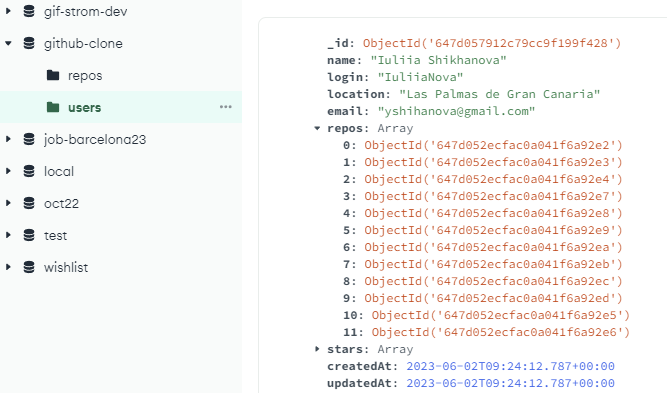 gif-strom-dev
github-clone
repos
users
job-barcelona23
local
oct22
test
wishlist
_id: ObjectId('647d057912c79cc9f199f428')
name: "Iuliia Shikhanova"
login: "IuliiaNova"
location: "Las Palmas de Gran Canaria"
email: "yshihanova@gmail.com"
repos: Array
0: ObjectId('647d052ecfac0a041f6a92e2')
1: ObjectId('647d052ecfac0a041f6a92e3')
2: ObjectId('647d052ecfac0a041f6a92e4')
3: ObjectId('647d052ecfac0a041f6a92e7')
4: ObjectId('647d052ecfac0a041f6a92e8')
5: ObjectId('647d052ecfac0a041f6a92e9')
6: ObjectId('647d052ecfac0a041f6a92ea')
7: ObjectId('647d052ecfac0a041f6a92eb')
8: ObjectId('647d052ecfac0a041f6a92ec')
9: ObjectId('647d052ecfac0a041f6a92ed')
10: ObjectId('647d052ecfac0a041f6a92e5')
11: ObjectId('647d052ecfac0a041f6a92e6')
stars: Array
createdAt: 2023-06-02T09:24:12.787+00:00
updatedAt: 2023-06-02T09:24:12.787+00:00